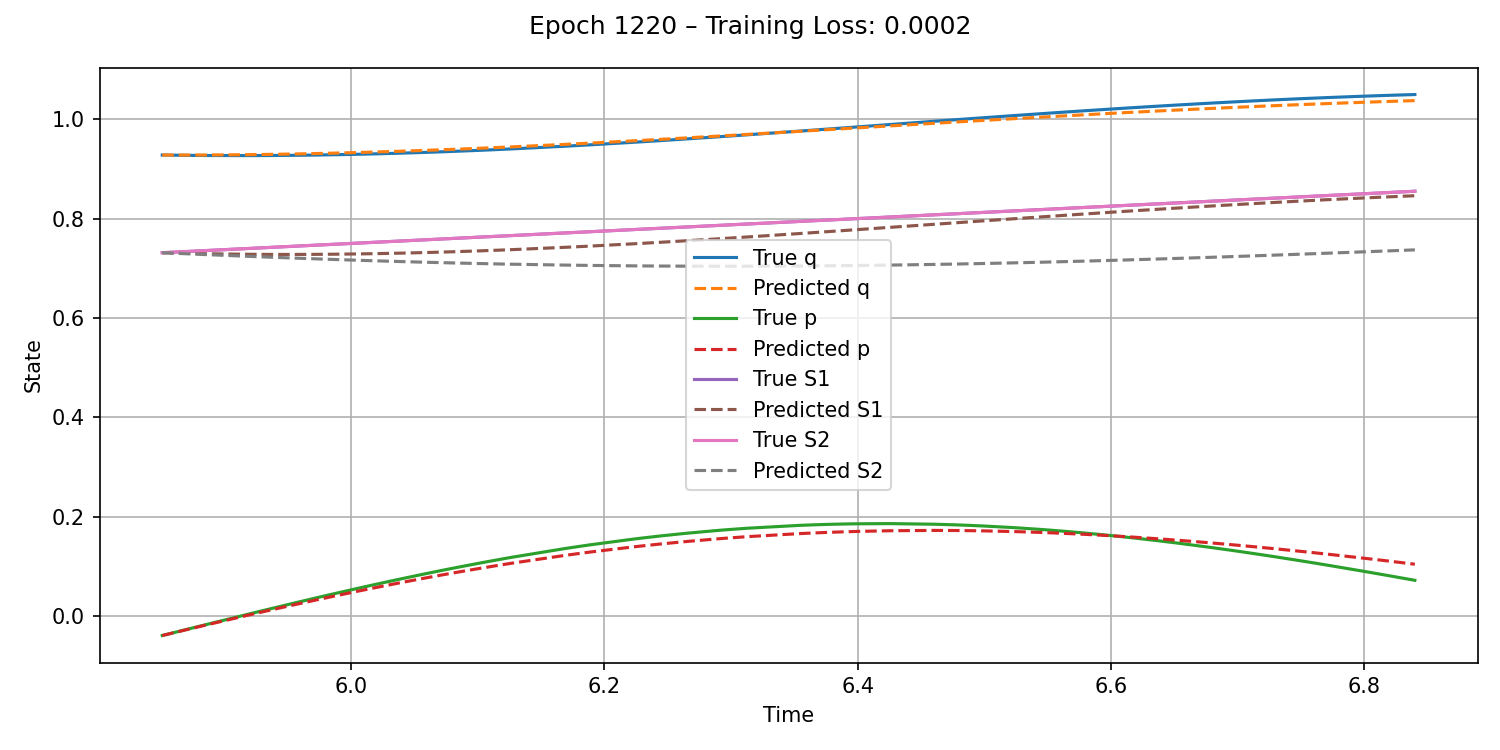 Epoch 1220 – Training Loss: 0.0002
State
1.0
0.8
0.6
0.4
0.2
0.0
True q
Predicted q
True p
Predicted p
True S1
Predicted S1
True S2
Predicted S2
6.0
6.2
6.4
6.6
6.8
Time